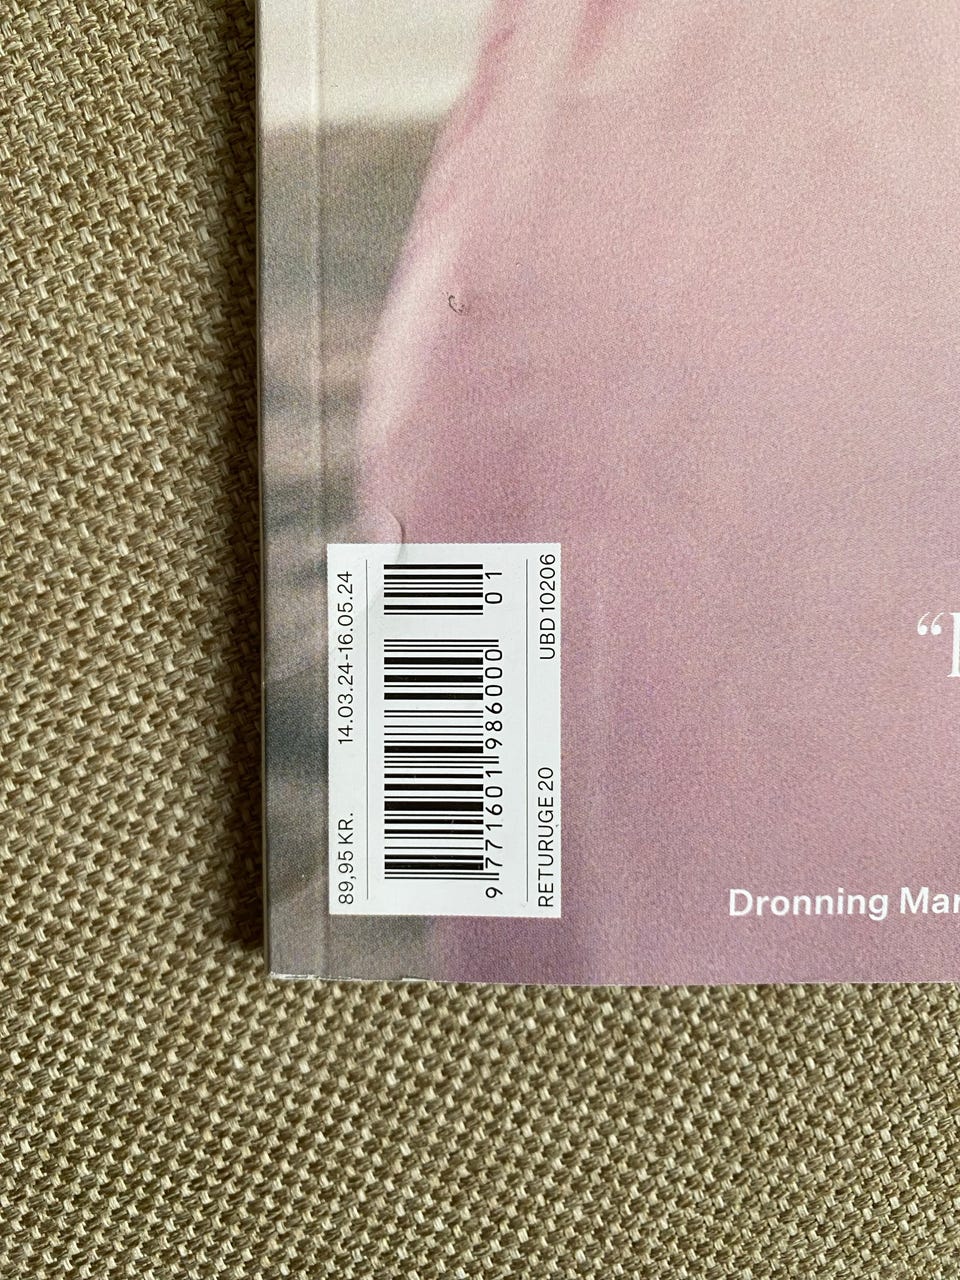 89,95 KR. 14.03.24-16.05.24
9 771601 986000 01
RETURUGE 20 UBD 10206
“
Dronning Mar